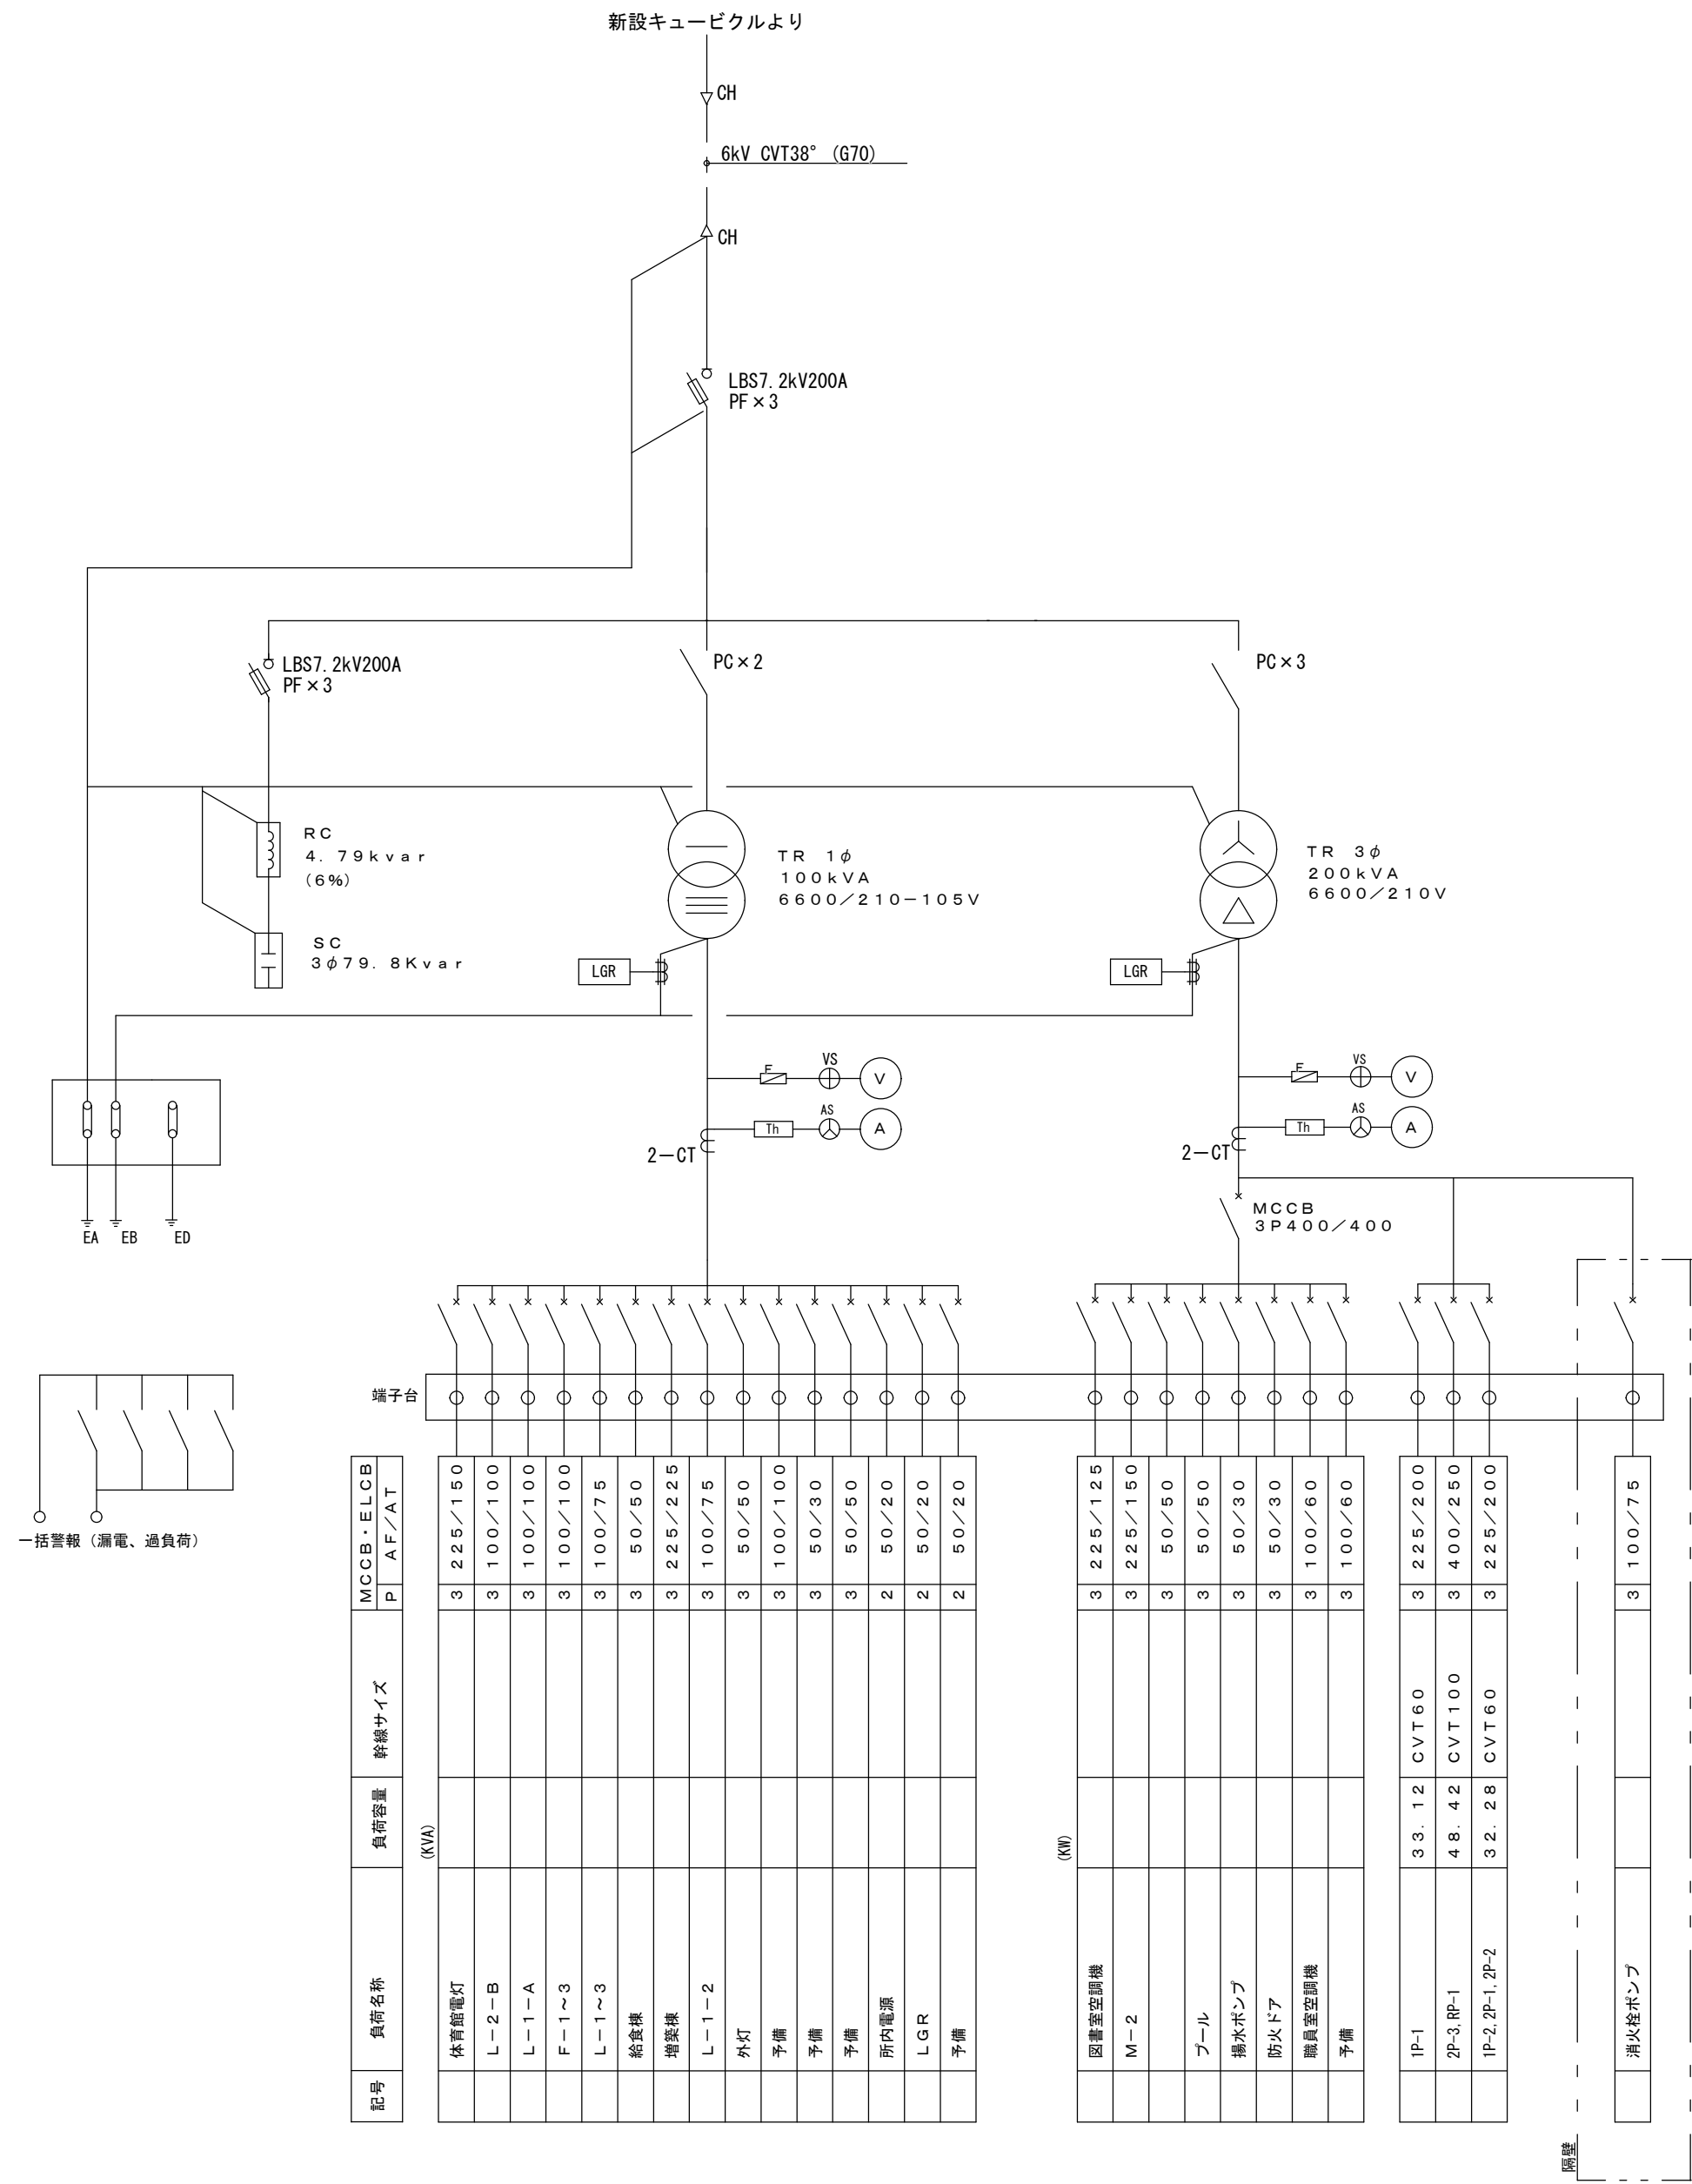 新設キュービクルより
CH
6kV CVT38° (G70)
CH
LBS7.2kV200A
PF×3
LBS7.2kV200A
PF×3
PC×2
PC×3
RC
4.79kvar
(6%)
SC
3φ79.8Kvar
TR 1φ
100kVA
6600/210-105V
TR 3φ
200kVA
6600/210V
LGR
LGR
F
VS
V
Th
AS
A
2-CT
F
VS
V
Th
AS
A
2-CT
MCCB
3P400/400
EA
EB
ED
端子台
一括警報(漏電、過負荷)
MCCB・ELCB
P AF/AT
幹線サイズ
負荷容量
負荷名称
記号
(KVA)
3 225/150 体育館電灯
3 100/100 L-2-B
3 100/100 L-1-A
3 100/100 F-1~3
3 100/75 L-1~3
3 50/50 給食棟
3 225/225 増築棟
3 100/75 L-1-2
3 50/50 外灯
3 100/100 予備
3 50/30 予備
3 50/50 予備
2 50/20 所内電源
2 50/20 LGR
2 50/20 予備
(KW)
3 225/125 図書室空調機
3 225/150 M-2
3 50/50
3 50/50 プール
3 50/30 揚水ポンプ
3 50/30 防火ドア
3 100/60 職員室空調機
3 100/60 予備
3 225/200 CVT60 33.12 1P-1
3 400/250 CVT100 48.42 2P-3,RP-1
3 225/200 CVT60 32.28 1P-2,2P-1,2P-2
3 100/75 消火栓ポンプ
隔壁